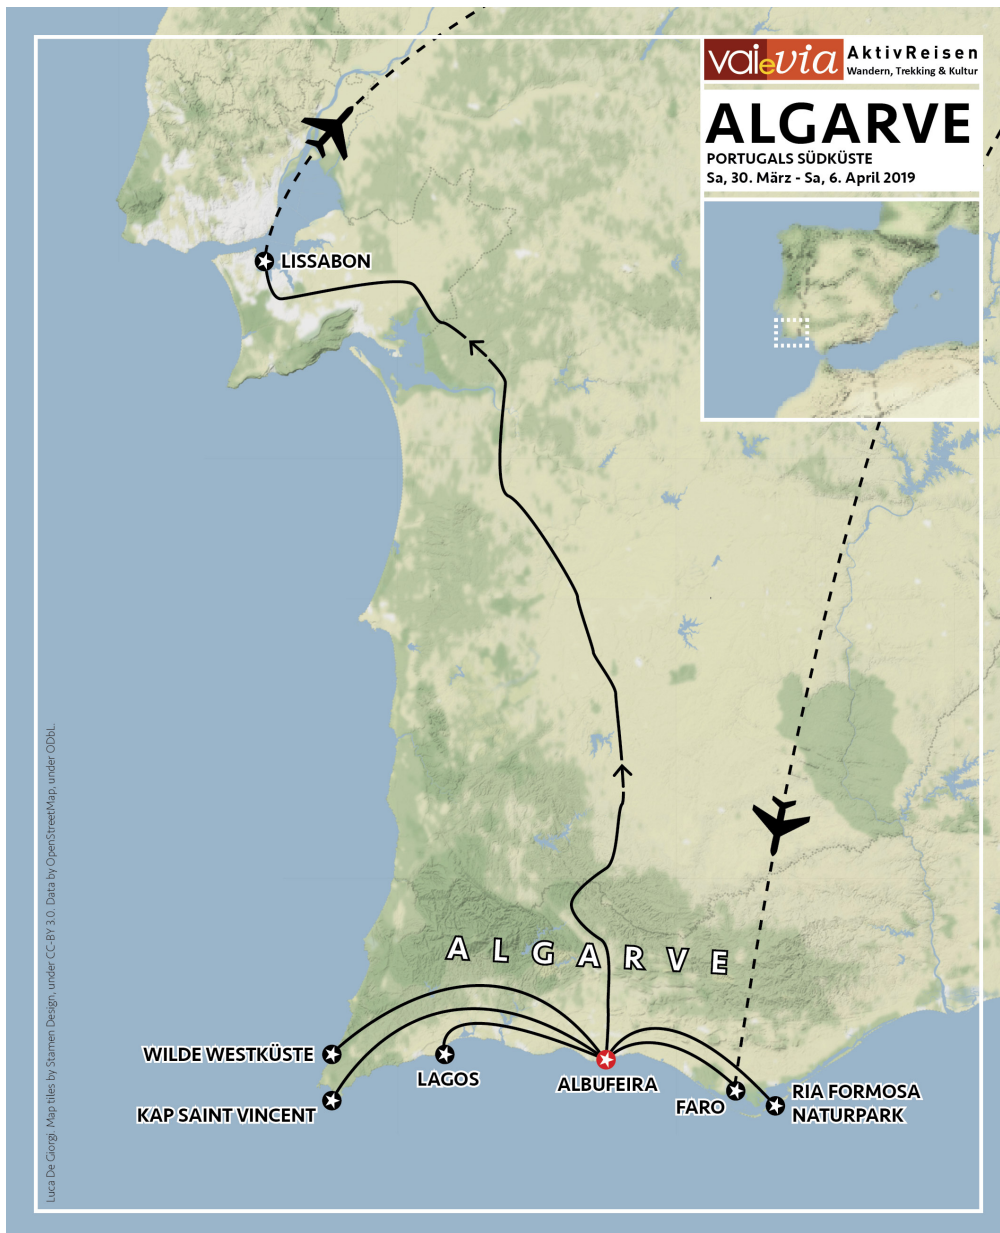 vaievia
AktivReisen
Wandern, Trekking & Kultur
ALGARVE
PORTUGALS SÜDKÜSTE
Sa, 30. März - Sa, 6. April 2019
LISSABON
ALGARVE
WILDE WESTKÜSTE
KAP SAINT VINCENT
LAGOS
ALBUFEIRA
FARO
RIA FORMOSA
NATURPARK
Luca De Giorgi. Map tiles by Stamen Design, under CC-BY 3.0. Data by OpenStreetMap, under ODbL.